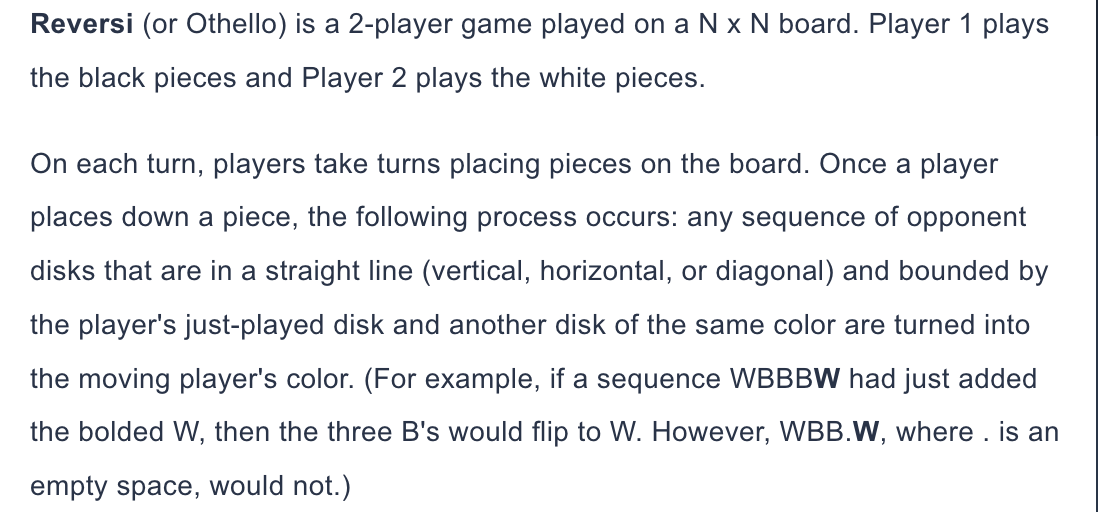 Reversi (or Othello) is a 2-player game played on a N x N board. Player 1 plays
the black pieces and Player 2 plays the white pieces.
On each turn, players take turns placing pieces on the board. Once a player
places down a piece, the following process occurs: any sequence of opponent
disks that are in a straight line (vertical, horizontal, or diagonal) and bounded by
the player's just-played disk and another disk of the same color are turned into
the moving player's color. (For example, if a sequence WBBBW had just added
the bolded W, then the three B's would flip to W. However, WBB.W, where . is an
empty space, would not.)